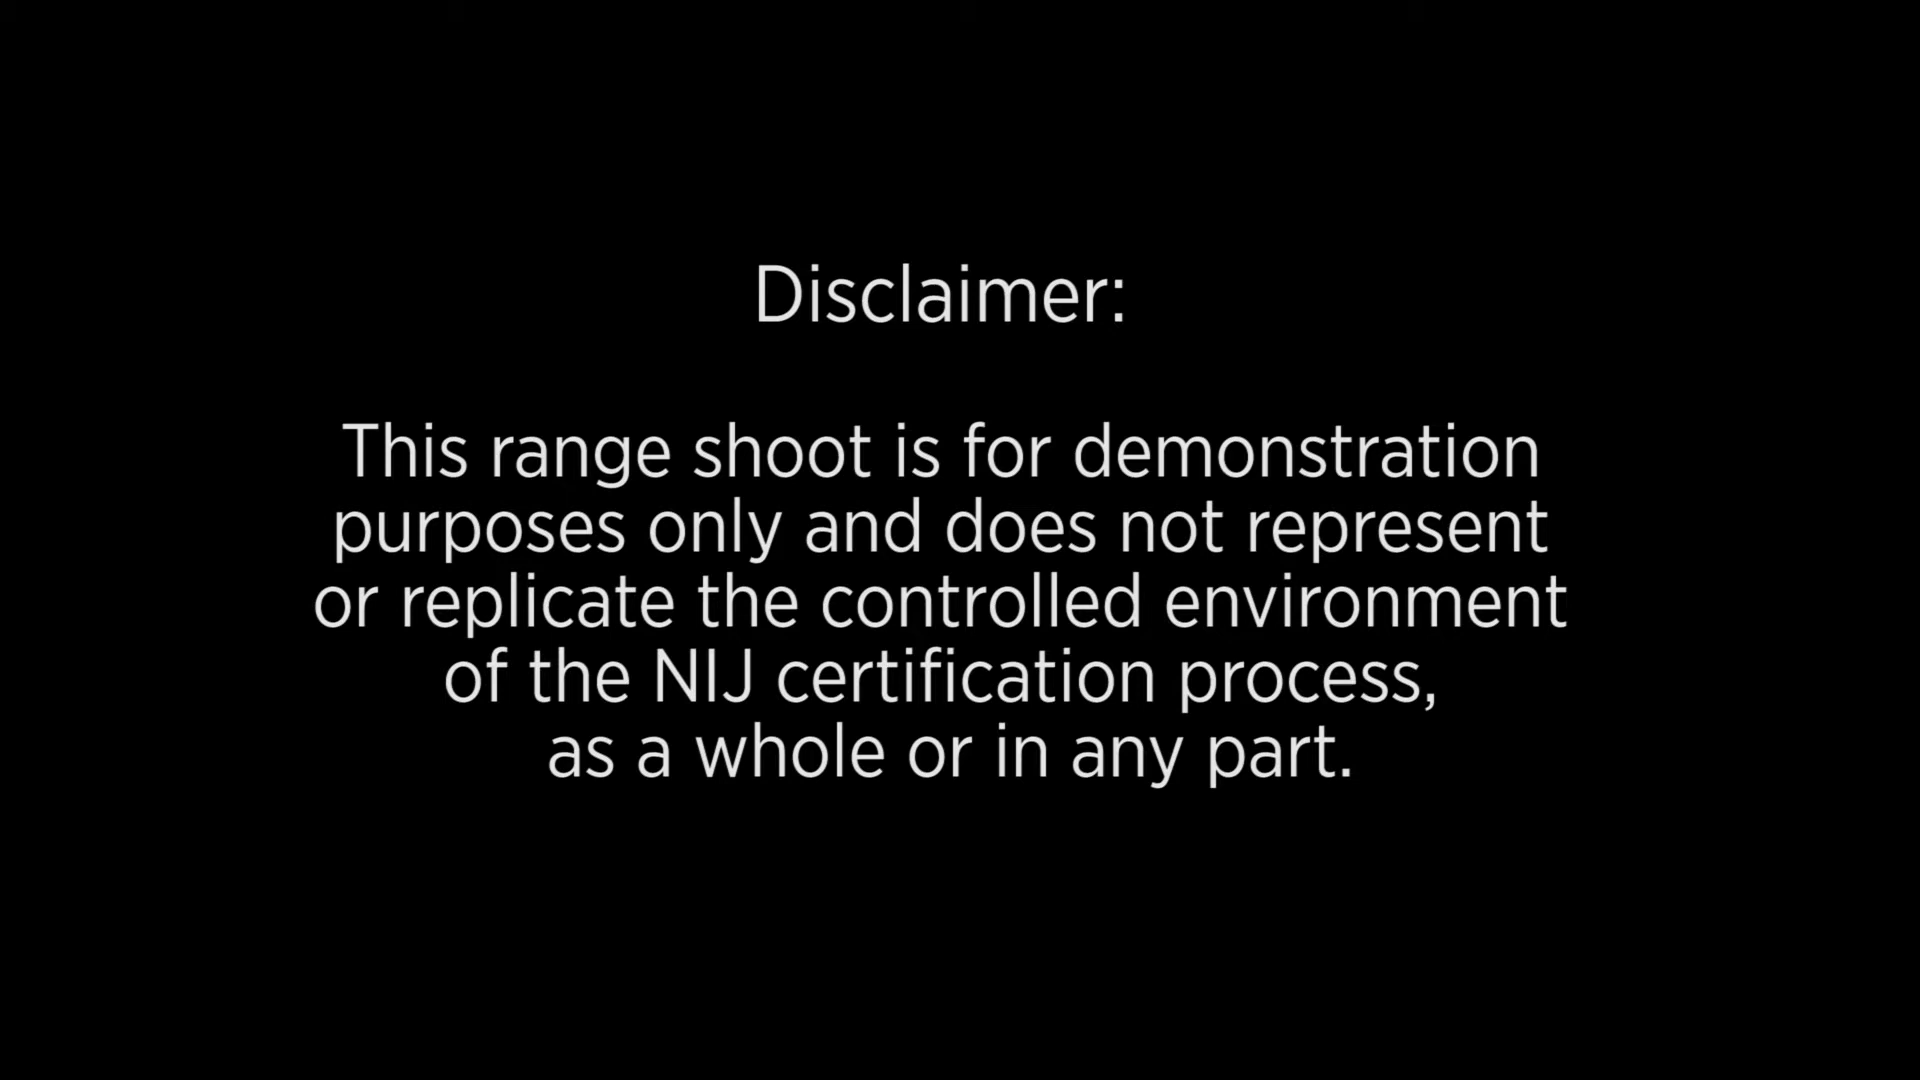 Disclaimer:
This range shoot is for demonstration
purposes only and does not represent
or replicate the controlled environment
of the NIJ certification process,
as a whole or in any part.